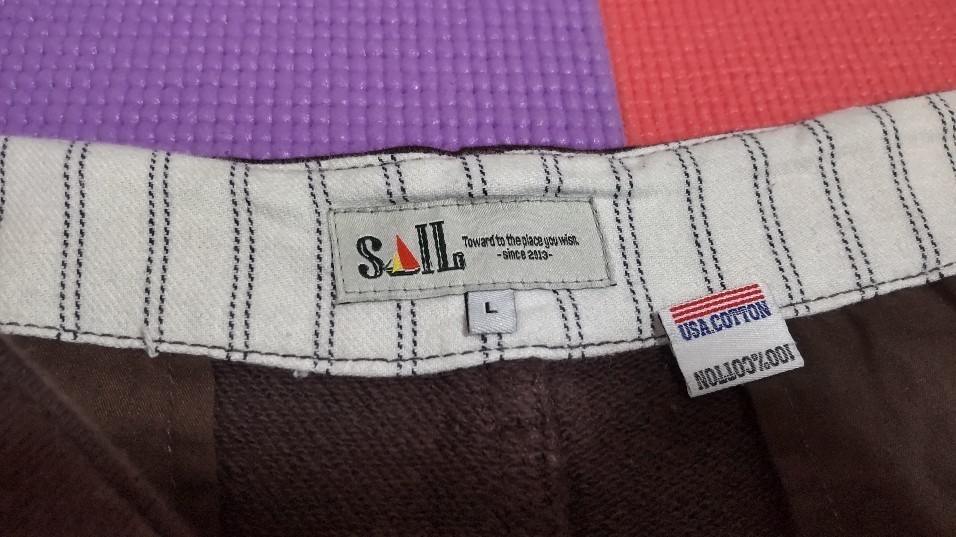 SAIL
Toward to the place you wish.
- since 2013-
L
USA.COTTON
100%COTTON